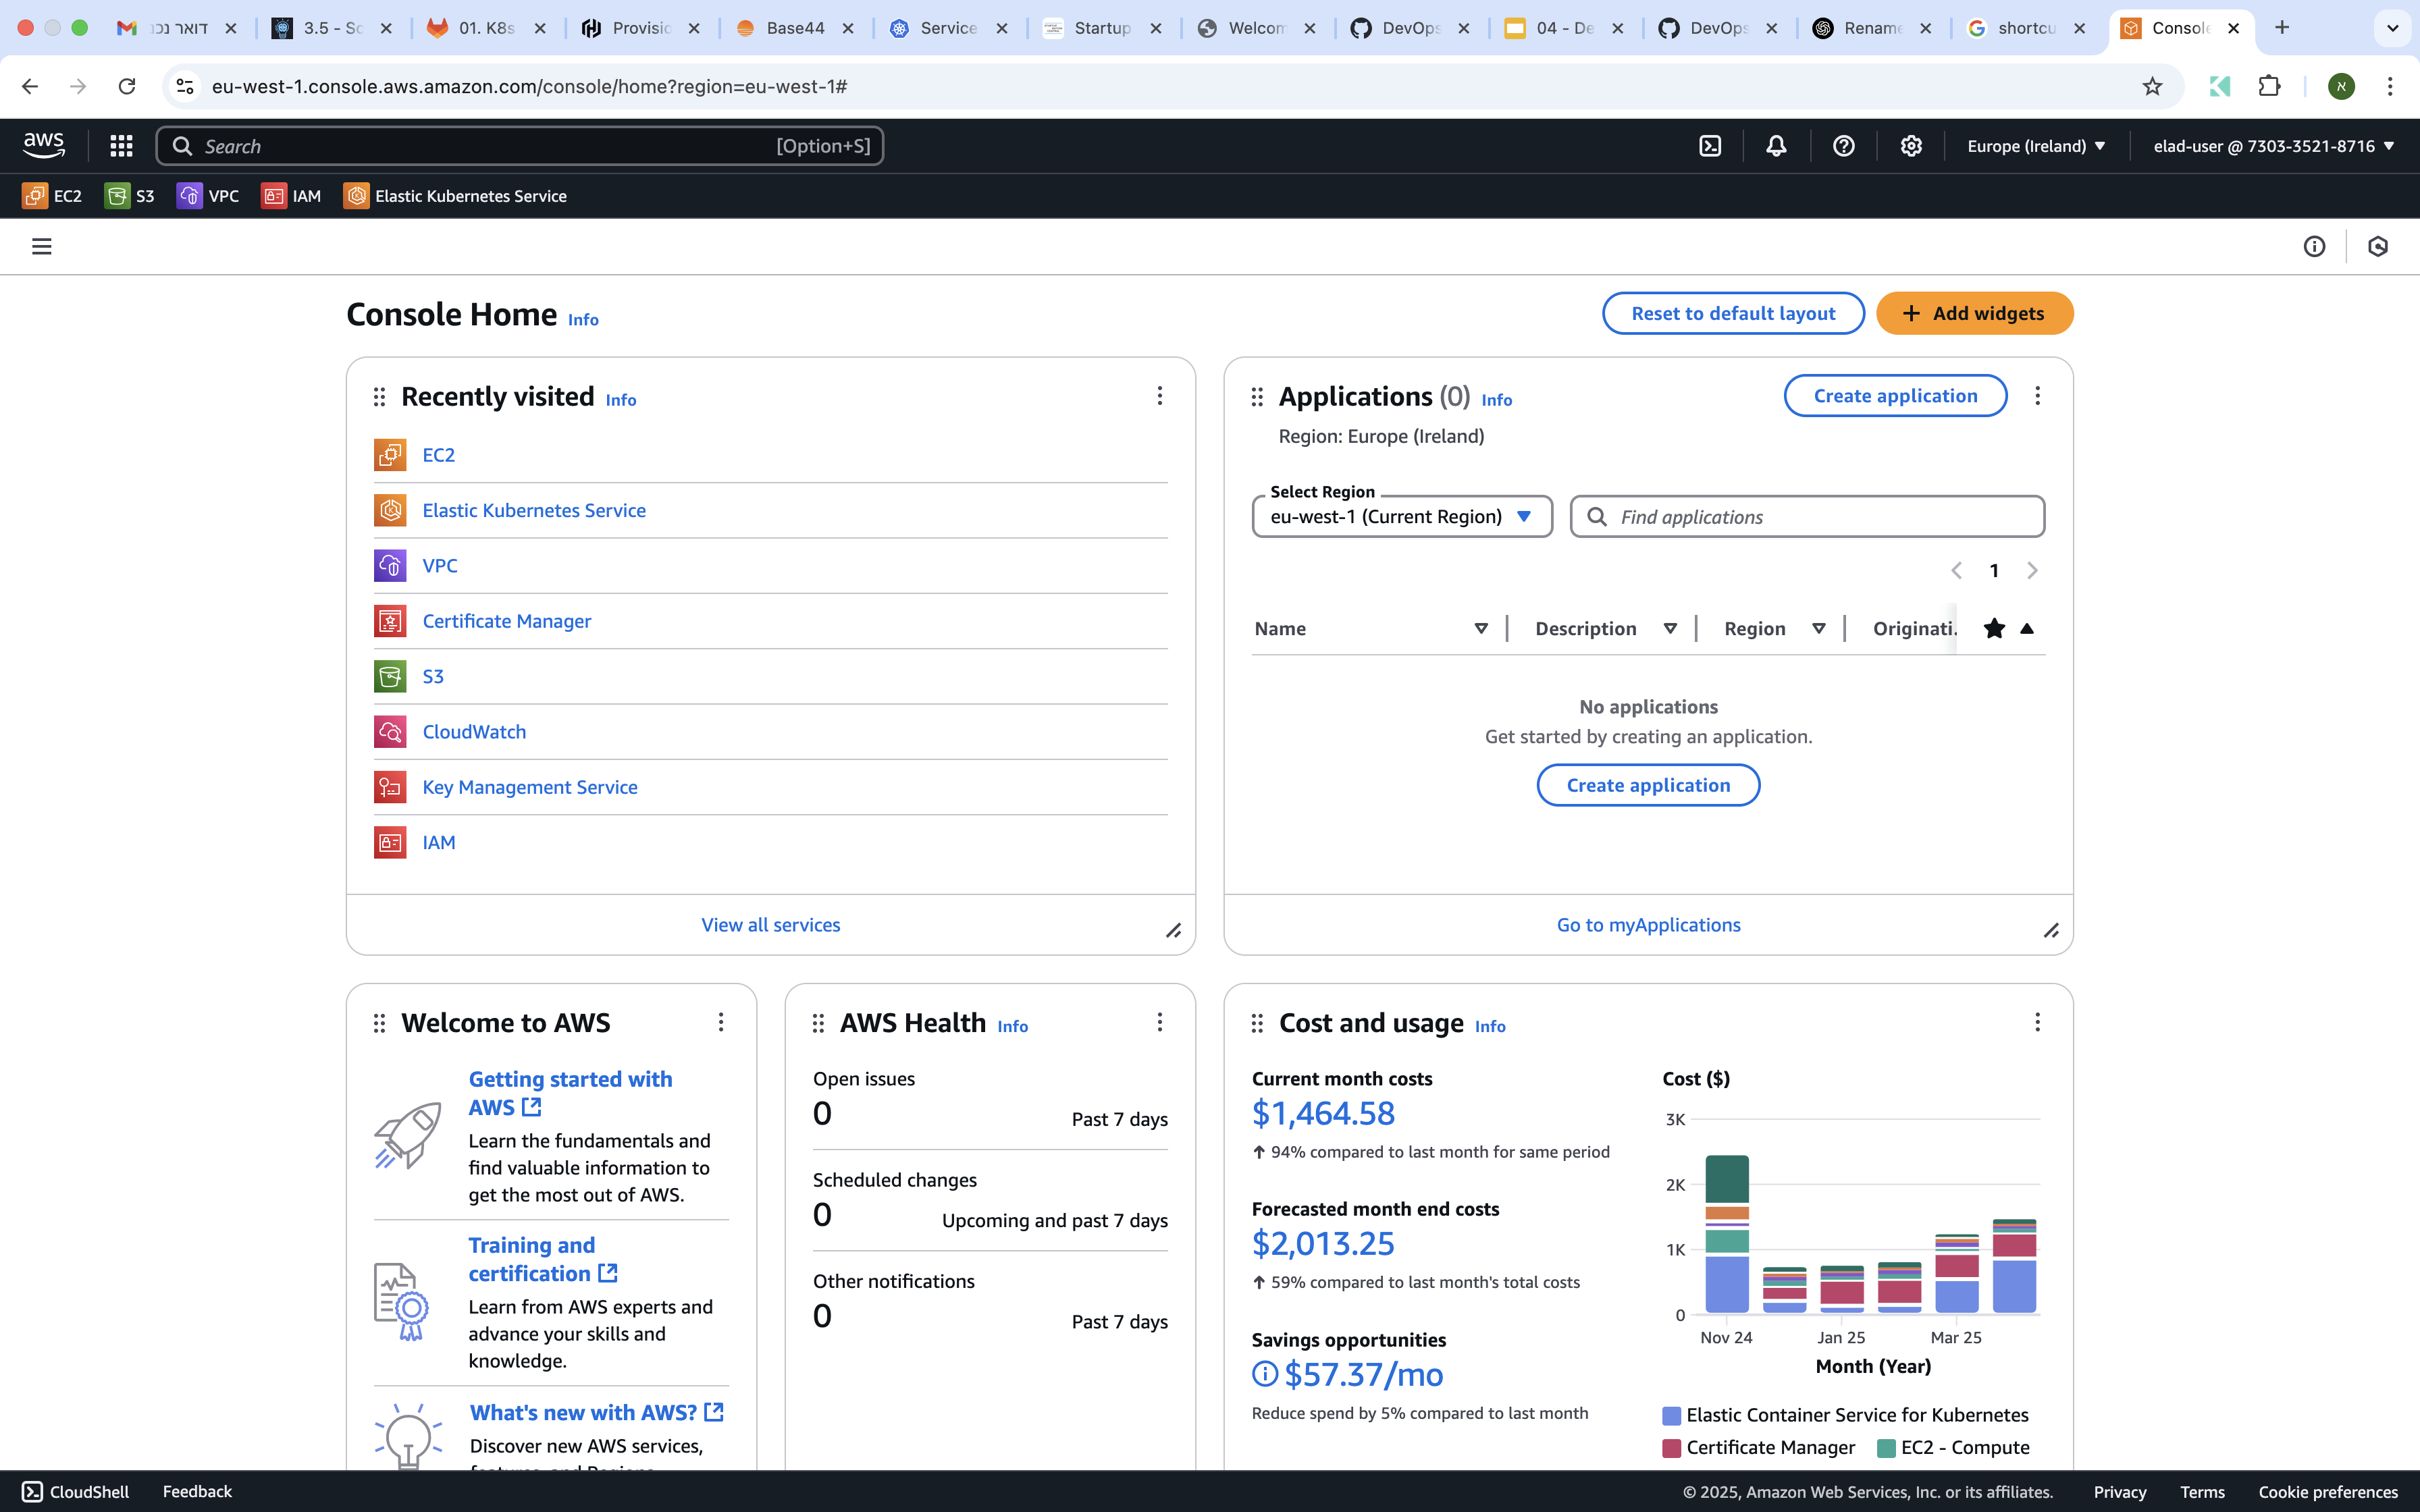 דואר נכנ
3.5 - Sc
01. K8s
Provisio
Base44
Service
Startup
Welcom
DevOps
04 - De
DevOps
Rename
shortcu
Console
eu-west-1.console.aws.amazon.com/console/home?region=eu-west-1#
א
aws
Search
[Option+S]
Europe (Ireland)
elad-user @ 7303-3521-8716
EC2
S3
VPC
IAM
Elastic Kubernetes Service
Console Home Info
Reset to default layout
Add widgets
Recently visited Info
EC2
Elastic Kubernetes Service
VPC
Certificate Manager
S3
CloudWatch
Key Management Service
IAM
View all services
Applications (0) Info
Create application
Region: Europe (Ireland)
Select Region
eu-west-1 (Current Region)
Find applications
1
Name
Description
Region
Originati.
No applications
Get started by creating an application.
Create application
Go to myApplications
Welcome to AWS
Getting started with
AWS
Learn the fundamentals and
find valuable information to
get the most out of AWS.
Training and
certification
Learn from AWS experts and
advance your skills and
knowledge.
What's new with AWS?
Discover new AWS services,
features, and Regions
AWS Health Info
Open issues
0
Past 7 days
Scheduled changes
0
Upcoming and past 7 days
Other notifications
0
Past 7 days
Cost and usage Info
Current month costs
$1,464.58
94% compared to last month for same period
Forecasted month end costs
$2,013.25
59% compared to last month's total costs
Savings opportunities
$57.37/mo
Reduce spend by 5% compared to last month
Cost ($)
3K
2K
1K
0
Nov 24
Jan 25
Mar 25
Month (Year)
Elastic Container Service for Kubernetes
Certificate Manager
EC2 - Compute
CloudShell
Feedback
© 2025, Amazon Web Services, Inc. or its affiliates.
Privacy
Terms
Cookie preferences